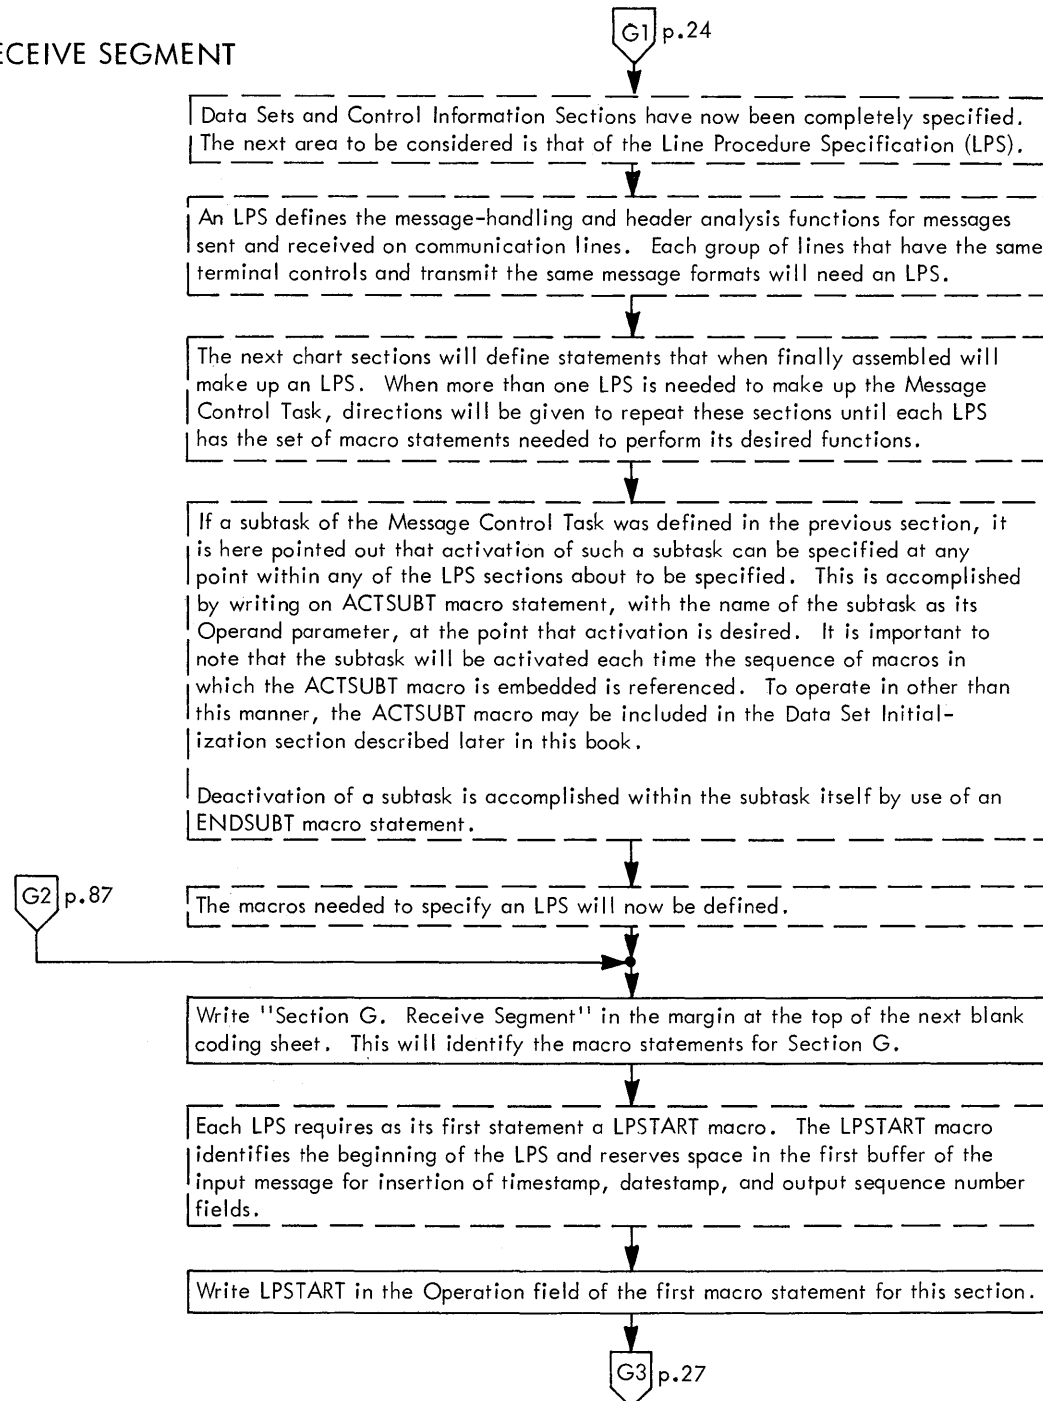 G1 p.24
ECEIVE SEGMENT
Data Sets and Control Information Sections have now been completely specified.
The next area to be considered is that of the Line Procedure Specification (LPS).
An LPS defines the message-handling and header analysis functions for messages
sent and received on communication lines. Each group of lines that have the same
terminal controls and transmit the same message formats will need an LPS.
The next chart sections will define statements that when finally assembled will
make up an LPS. When more than one LPS is needed to make up the Message
Control Task, directions will be given to repeat these sections until each LPS
has the set of macro statements needed to perform its desired functions.
If a subtask of the Message Control Task was defined in the previous section, it
is here pointed out that activation of such a subtask can be specified at any
point within any of the LPS sections about to be specified. This is accomplished
by writing on ACTSUBT macro statement, with the name of the subtask as its
Operand parameter, at the point that activation is desired. It is important to
note that the subtask will be activated each time the sequence of macros in
which the ACTSUBT macro is embedded is referenced. To operate in other than
this manner, the ACTSUBT macro may be included in the Data Set Initial-
ization section described later in this book.
Deactivation of a subtask is accomplished within the subtask itself by use of an
ENDSUBT macro statement.
G2 p.87
The macros needed to specify an LPS will now be defined.
Write "Section G. Receive Segment" in the margin at the top of the next blank
coding sheet. This will identify the macro statements for Section G.
Each LPS requires as its first statement a LPSTART macro. The LPSTART macro
identifies the beginning of the LPS and reserves space in the first buffer of the
input message for insertion of timestamp, datestamp, and output sequence number
fields.
Write LPSTART in the Operation field of the first macro statement for this section.
G3 p.27